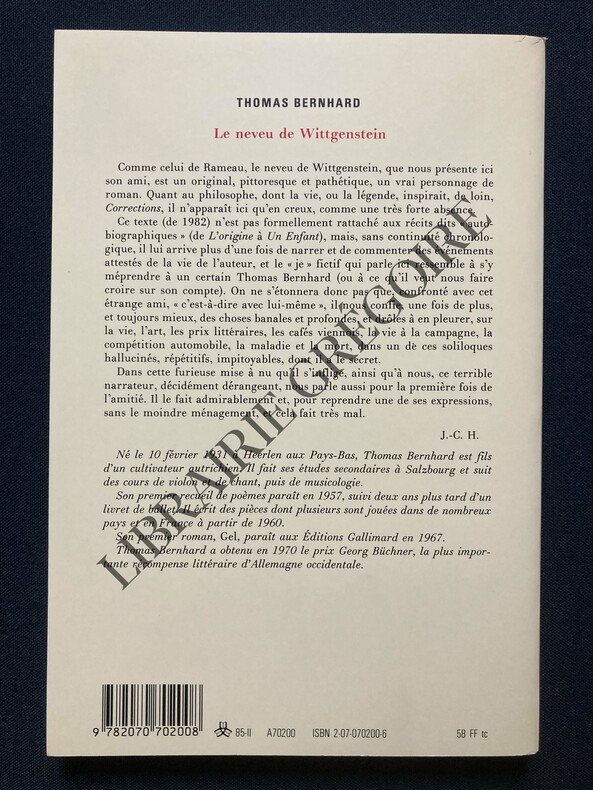 THOMAS BERNHARD
Le neveu de Wittgenstein
Comme celui de Rameau, le neveu de Wittgenstein, que nous présente ici
son ami, est un original, pittoresque et pathétique, un vrai personnage de
roman. Quant au philosophe, dont la vie, ou la légende, inspirait, de loin,
Corrections, il n'apparaît ici qu'en creux, comme une très forte absence.
Ce texte (de 1982) n'est pas formellement rattaché aux récits dits « auto-
biographiques » (de L'origine à Un Enfant), mais, sans continuité chronolo-
gique, il lui arrive plus d'une fois de narrer et de commenter des événements
attestés de la vie de l'auteur, et le « je » fictif qui parle ici ressemble à s'y
méprendre à un certain Thomas Bernhard (ou à ce qu'il veut nous faire
croire sur son compte). On ne s'étonnera donc pas que, confronté avec cet
étrange ami, « c'est-à-dire avec lui-même », il nous confie, une fois de plus,
et toujours mieux, des choses banales et profondes, et drôles à en pleurer, sur
la vie, l'art, les prix littéraires, les cafés viennois, la vie à la campagne, la
compétition automobile, la maladie et la mort, dans un de ces soliloques
hallucinés, répétitifs, impitoyables, dont il a le secret.
Dans cette furieuse mise à nu qu'il s'inflige, ainsi qu'à nous, ce terrible
narrateur, décidément dérangeant, nous parle aussi pour la première fois de
l'amitié. Il le fait admirablement et, pour reprendre une de ses expressions,
sans le moindre ménagement, et cela fait très mal.
J.-C. H.
Né le 10 février 1931 à Heerlen aux Pays-Bas, Thomas Bernhard est fils
d'un cultivateur autrichien. Il fait ses études secondaires à Salzbourg et suit
des cours de violon et de chant, puis de musicologie.
Son premier recueil de poèmes paraît en 1957, suivi deux ans plus tard d'un
livret de ballet. Il écrit des pièces dont plusieurs sont jouées dans de nombreux
pays et en France à partir de 1960.
Son premier roman, Gel, paraît aux Éditions Gallimard en 1967.
Thomas Bernhard a obtenu en 1970 le prix Georg Büchner, la plus impor-
tante récompense littéraire d'Allemagne occidentale.
LIBRAIRIE GRÉGOIRE
9 782070 702008
85-II A70200 ISBN 2-07-070200-6 58 FF tc